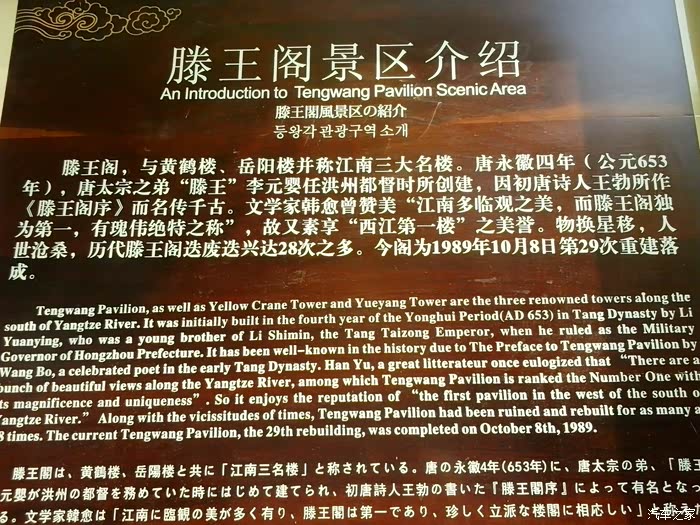 滕王阁景区介绍
An Introduction to Tengwang Pavilion Scenic Area
滕王閣風景区の紹介
등왕각 관광구역 소개
滕王阁，与黄鹤楼、岳阳楼并称江南三大名楼。唐永徽四年（公元653
年），唐太宗之弟“滕王”李元婴任洪州都督时所创建，因初唐诗人王勃所作
《滕王阁序》而名传千古。文学家韩愈曾赞美“江南多临观之美，而滕王阁独
为第一，有瑰伟绝特之称”，故又素享“西江第一楼”之美誉。物换星移，人
世沧桑，历代滕王阁迭废迭兴达28次之多。今阁为1989年10月8日第29次重建落
成。
Tengwang Pavilion, as well as Yellow Crane Tower and Yueyang Tower are the three renowned towers along the
south of Yangtze River. It was initially built in the fourth year of the Yonghui Period(AD 653) in Tang Dynasty by Li
Yuanying, who was a young brother of Li Shimin, the Tang Taizong Emperor, when he ruled as the Military
Governor of Hongzhou Prefecture. It has been well-known in the history due to The Preface to Tengwang Pavilion by
Wang Bo, a celebrated poet in the early Tang Dynasty. Han Yu, a great litterateur once eulogized that “There are a
bunch of beautiful views along the Yangtze River, among which Tengwang Pavilion is ranked the Number One with
its magnificence and uniqueness”. So it enjoys the reputation of “the first pavilion in the west of the south of
Yangtze River.” Along with the vicissitudes of times, Tengwang Pavilion had been ruined and rebuilt for as many a
8 times. The current Tengwang Pavilion, the 29th rebuilding, was completed on October 8th, 1989.
滕王閣は、黄鶴楼、岳陽楼と共に「江南三名楼」と称されている。唐の永徽4年(653年)に、唐太宗の弟、「滕王
元嬰が洪州の都督を務めていた時にはじめて建てられ、初唐詩人王勃の書いた『滕王閣序』によって有名となっ
る。文学家韓愈は「江南に臨観の美が多く有り、滕王閣は第一であり、珍しく立派な楼閣に相応しい」と
汽车之家